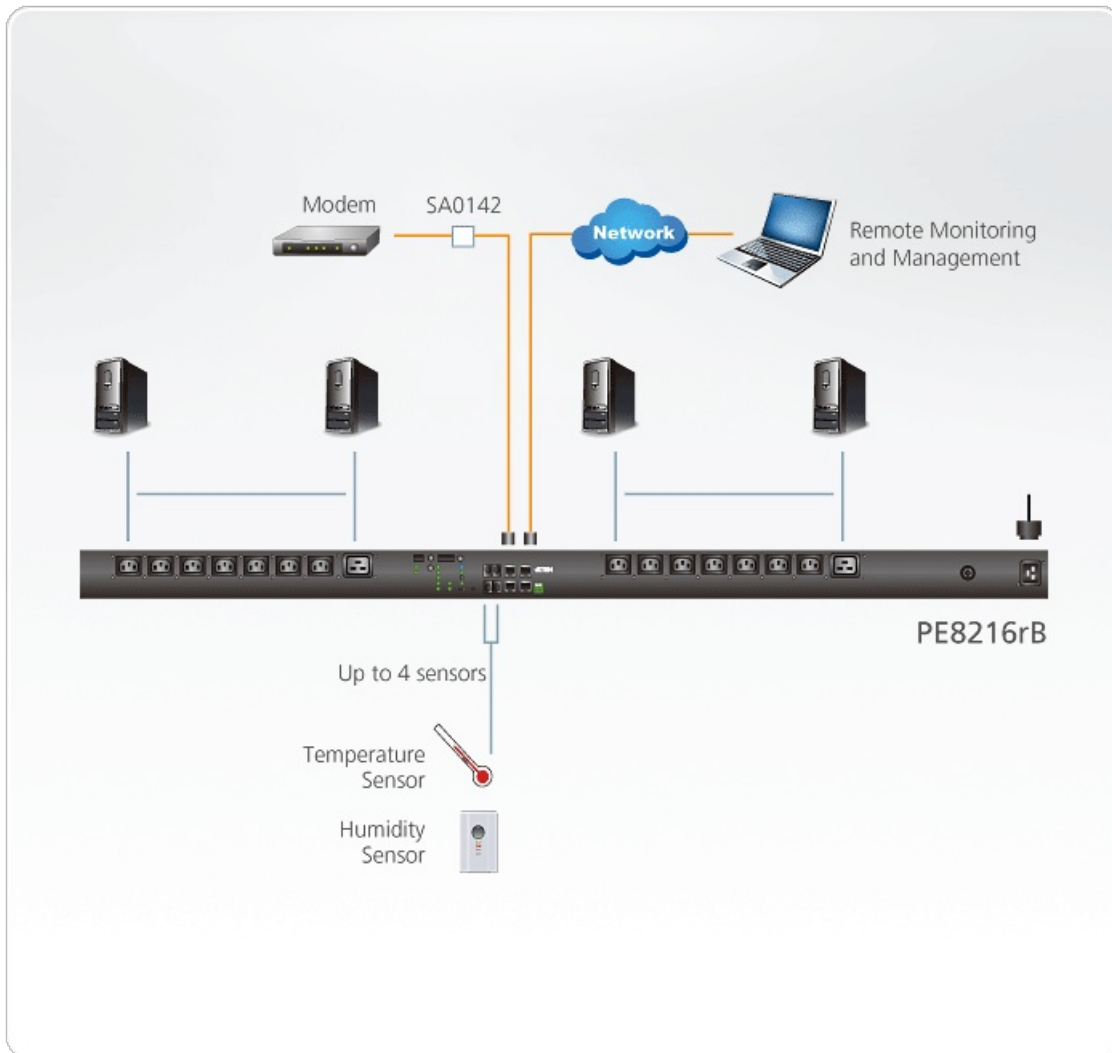 Modem
SA0142
Network
Remote Monitoring
and Management
PE8216rB
Up to 4 sensors
Temperature
Sensor
Humidity
Sensor